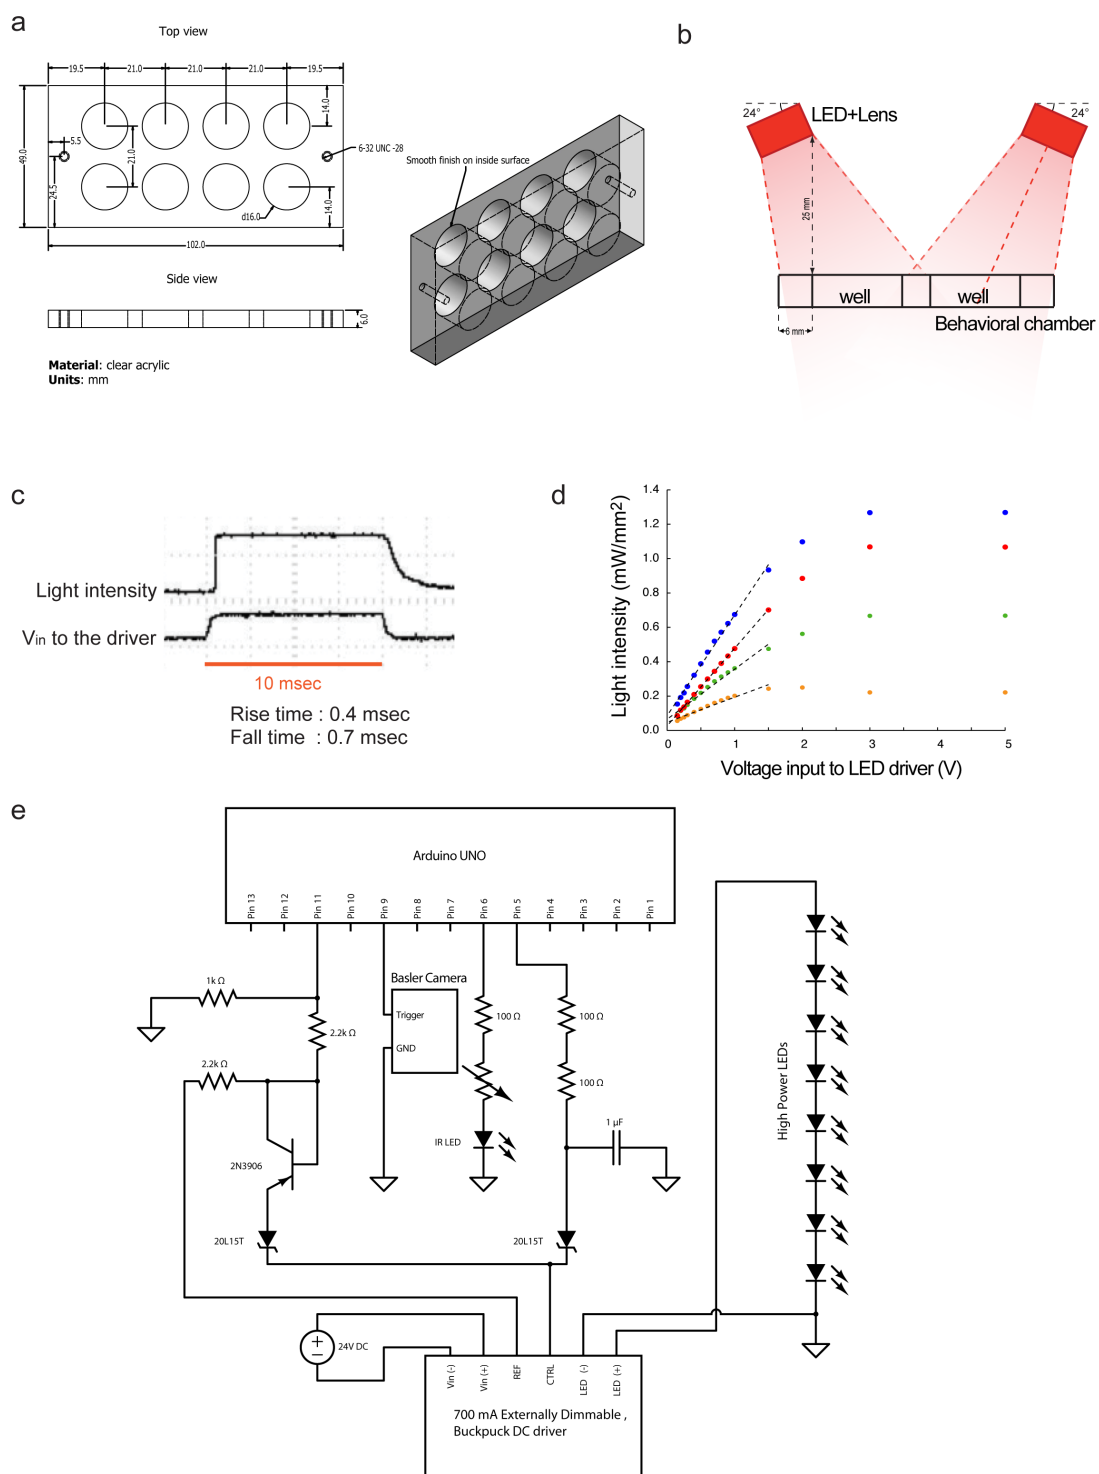 a
Top view
19.5
21.0
21.0
21.0
19.5
14.0
5.5
49.0
21.0
24.5
6-32 UNC -28
d16.0
14.0
102.0
Smooth finish on inside surface
Side view
6.0
Material: clear acrylic
Units: mm
b
24°
LED+Lens
24°
25 mm
well
well
6 mm
Behavioral chamber
c
Light intensity
Vin to the driver
10 msec
Rise time : 0.4 msec
Fall time : 0.7 msec
d
Light intensity (mW/mm2)
1.4
1.2
1.0
0.8
0.6
0.4
0.2
0.0
0
1
2
3
4
5
Voltage input to LED driver (V)
e
Arduino UNO
Pin 13
Pin 12
Pin 11
Pin 10
Pin 9
Pin 8
Pin 7
Pin 6
Pin 5
Pin 4
Pin 3
Pin 2
Pin 1
1k Ω
2.2k Ω
2.2k Ω
Basler Camera
Trigger
GND
100 Ω
100 Ω
100 Ω
1 µF
IR LED
2N3906
20L15T
20L15T
High Power LEDs
24V DC
Vin (-)
Vin (+)
REF
CTRL
LED (-)
LED (+)
700 mA Externally Dimmable ,
Buckpuck DC driver